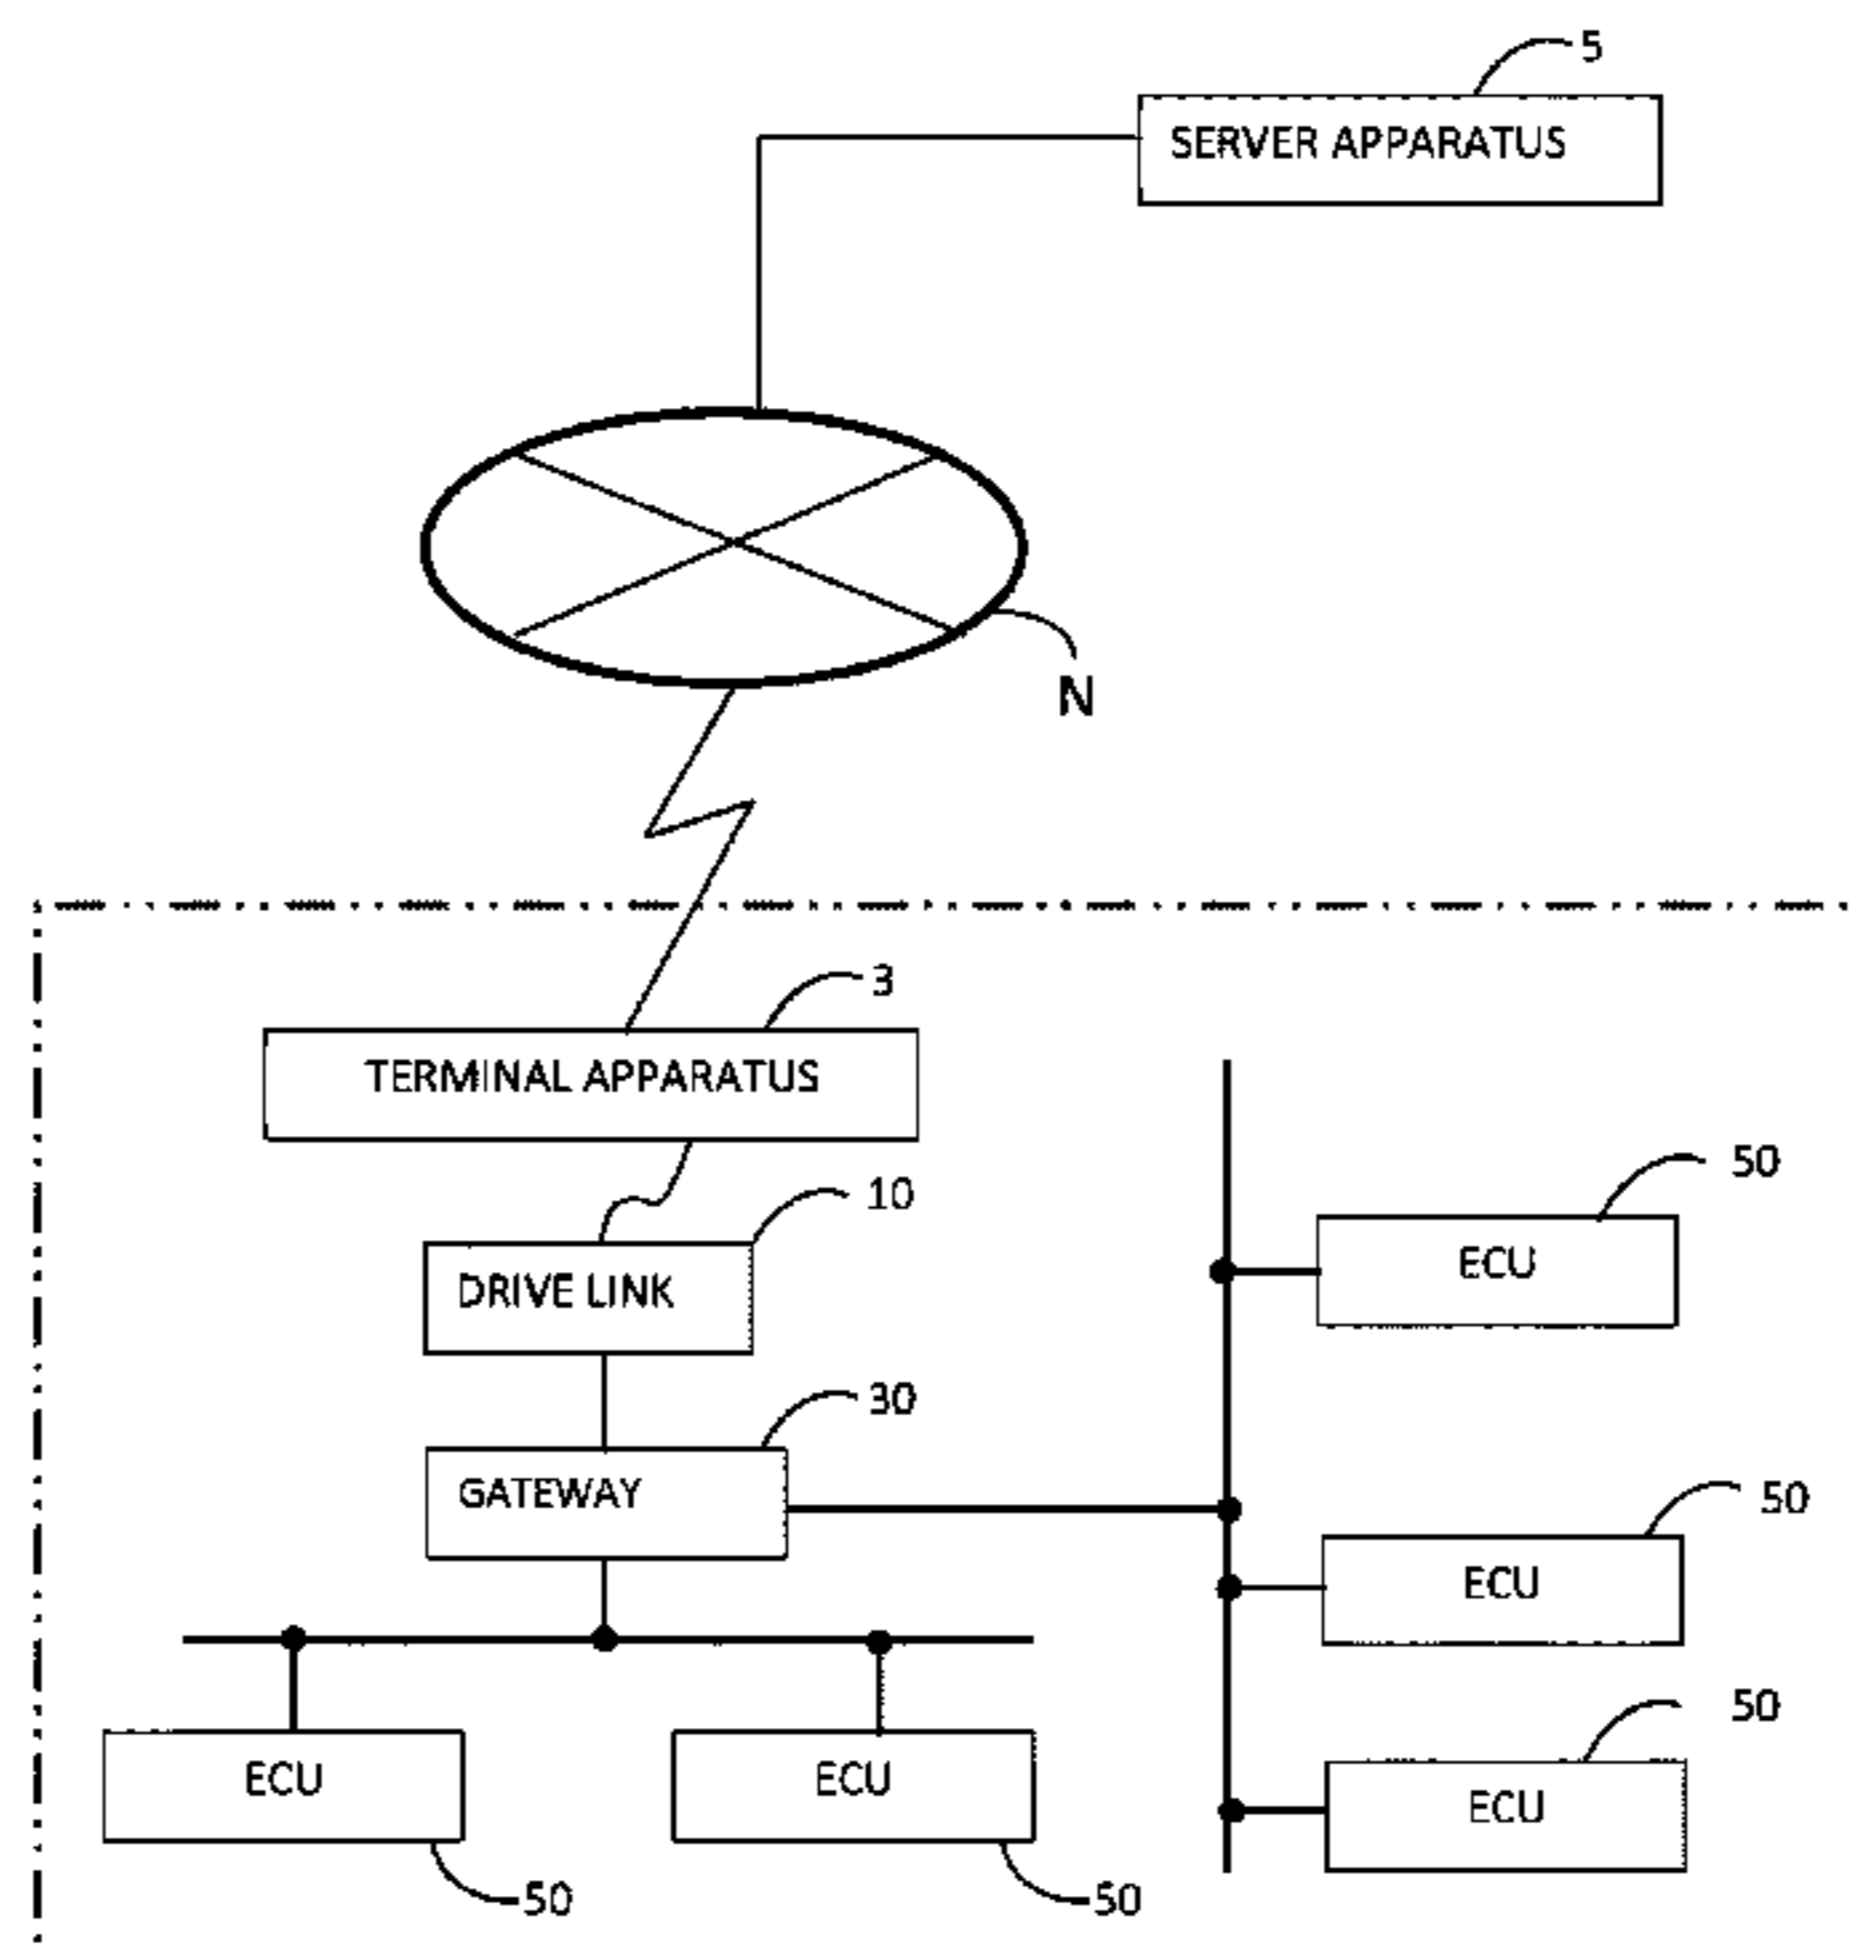 5
SERVER APPARATUS
N
3
TERMINAL APPARATUS
10
DRIVE LINK
50
ECU
30
GATEWAY
50
ECU
50
ECU
ECU
ECU
50
50